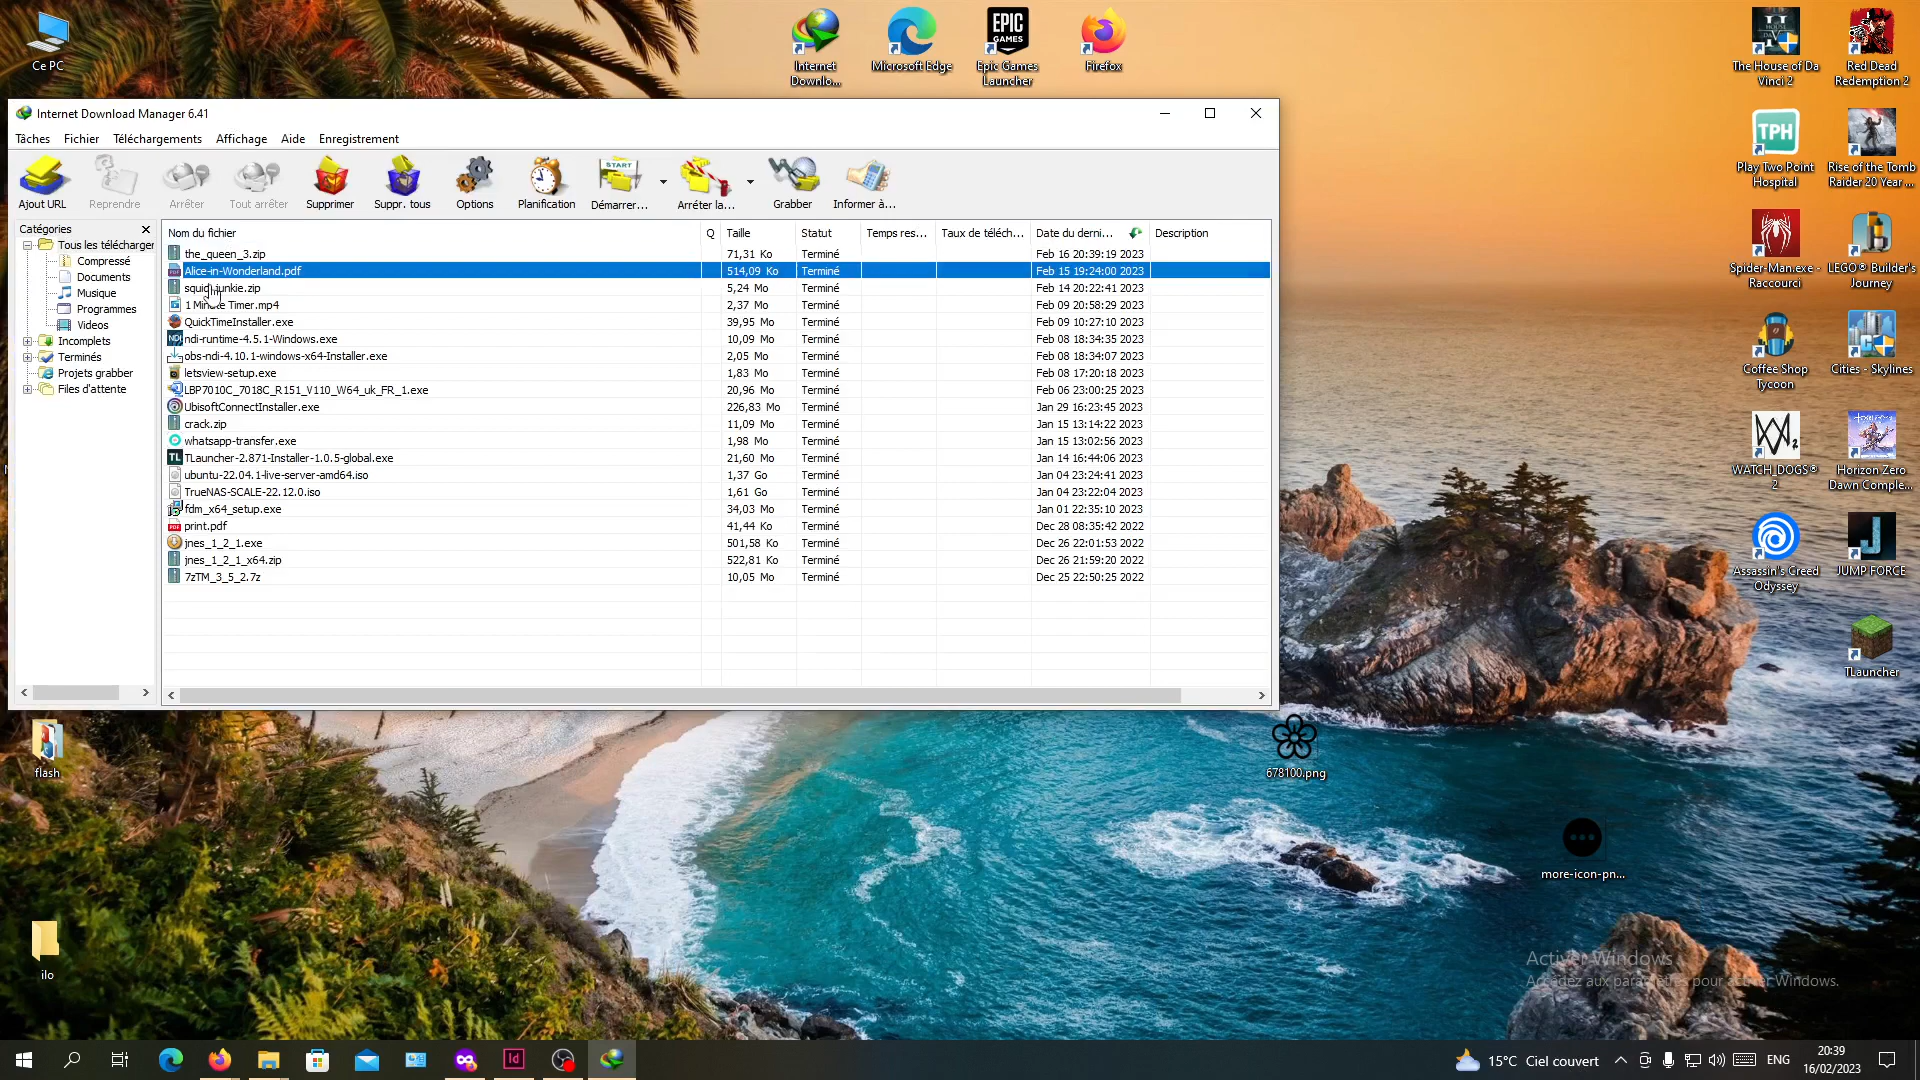 Ce PC
Internet
Downlo...
Microsoft Edge
Epic Games
Launcher
Firefox
The House of Da
Vinci 2
Red Dead
Redemption 2
Internet Download Manager 6.41
Tâches Fichier Téléchargements Affichage Aide Enregistrement
Ajout URL Reprendre Arrêter Tout arrêter Supprimer Suppr. tous Options Planification Démarrer... Arrêter la... Grabber Informer à...
Catégories
Tous les télécharger
Compressé
Documents
Musique
Programmes
Videos
Incomplets
Terminés
Projets grabber
Files d'attente
Nom du fichier Q Taille Statut Temps res... Taux de téléch... Date du derni... Description
the_queen_3.zip 71,31 Ko Terminé Feb 16 20:39:19 2023
Alice-in-Wonderland.pdf 514,09 Ko Terminé Feb 15 19:24:00 2023
squid junkie.zip 5,24 Mo Terminé Feb 14 20:22:41 2023
1 Minute Timer.mp4 2,37 Mo Terminé Feb 09 20:58:29 2023
QuickTimeInstaller.exe 39,95 Mo Terminé Feb 09 10:27:10 2023
ndi-runtime-4.5.1-Windows.exe 10,09 Mo Terminé Feb 08 18:34:35 2023
obs-ndi-4.10.1-windows-x64-Installer.exe 2,05 Mo Terminé Feb 08 18:34:07 2023
letsview-setup.exe 1,83 Mo Terminé Feb 08 17:20:18 2023
LBP7010C_7018C_R151_V110_W64_uk_FR_1.exe 20,96 Mo Terminé Feb 06 23:00:25 2023
UbisoftConnectInstaller.exe 226,83 Mo Terminé Jan 29 16:23:45 2023
crack.zip 11,09 Mo Terminé Jan 15 13:14:22 2023
whatsapp-transfer.exe 1,98 Mo Terminé Jan 15 13:02:56 2023
TLauncher-2.871-Installer-1.0.5-global.exe 21,60 Mo Terminé Jan 14 16:44:06 2023
ubuntu-22.04.1-live-server-amd64.iso 1,37 Go Terminé Jan 04 23:24:41 2023
TrueNAS-SCALE-22.12.0.iso 1,61 Go Terminé Jan 04 23:22:04 2023
fdm_x64_setup.exe 34,03 Mo Terminé Jan 01 22:35:10 2023
print.pdf 41,44 Ko Terminé Dec 28 08:35:42 2022
jnes_1_2_1.exe 501,58 Ko Terminé Dec 26 22:01:53 2022
jnes_1_2_1_x64.zip 522,81 Ko Terminé Dec 26 21:59:20 2022
7zTM_3_5_2.7z 10,05 Mo Terminé Dec 25 22:50:25 2022
Play Two Point
Hospital
Rise of the Tomb
Raider 20 Year ...
Spider-Man.exe -
Raccourci
LEGO® Builder's
Journey
Coffee Shop
Tycoon
Cities - Skylines
WATCH_DOGS®
2
Horizon Zero
Dawn Comple...
Assassin's Creed
Odyssey
JUMP FORCE
TLauncher
flash
678100.png
more-icon-pn...
ilo
Activer Windows
Accédez aux paramètres pour activer Windows.
15°C Ciel couvert
ENG
20:39
16/02/2023